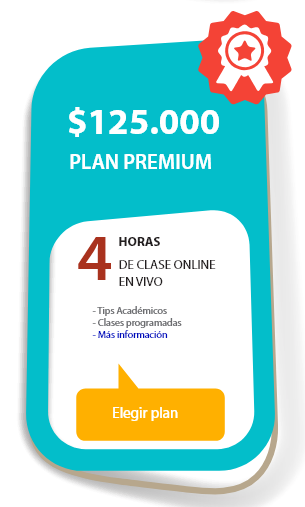 $125.000
PLAN PREMIUM
4 HORAS
DE CLASE ONLINE
EN VIVO
- Tips Académicos
- Clases programadas
- Más información
Elegir plan